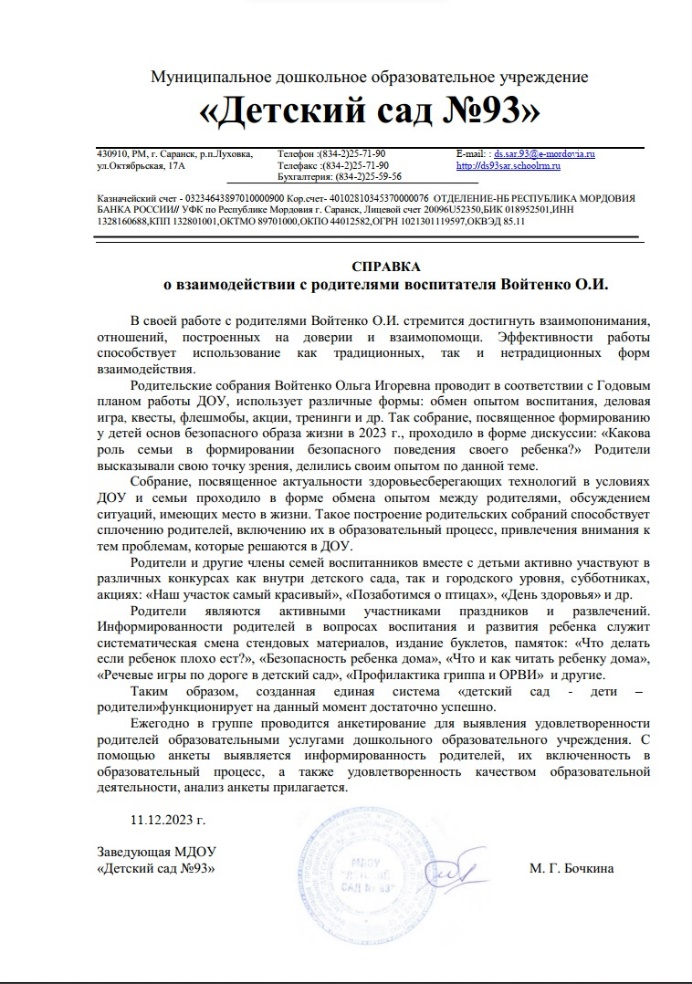 Муниципальное дошкольное образовательное учреждение
«Детский сад №93»
430910, РМ, г. Саранск, р.п.Луховка,
ул.Октябрьская, 17А
Телефон :(834-2)25-71-90
Телефакс :(834-2)25-71-90
Бухгалтерия: (834-2)25-59-56
E-mail: : ds.sar.93@e-mordovia.ru
http://ds93sar.schoolrm.ru
Казначейский счет - 03234643897010000900 Кор.счет- 40102810345370000076 ОТДЕЛЕНИЕ-НБ РЕСПУБЛИКА МОРДОВИЯ
БАНКА РОССИИ// УФК по Республике Мордовия г. Саранск, Лицевой счет 20096U52350,БИК 018952501,ИНН
1328160688,КПП 132801001,ОКТМО 89701000,ОКПО 44012582,ОГРН 1021301119597,ОКВЭД 85.11
СПРАВКА
о взаимодействии с родителями воспитателя Войтенко О.И.
В своей работе с родителями Войтенко О.И. стремится достигнуть взаимопонимания,
отношений, построенных на доверии и взаимопомощи. Эффективности работы
способствует использование как традиционных, так и нетрадиционных форм
взаимодействия.
Родительские собрания Войтенко Ольга Игоревна проводит в соответствии с Годовым
планом работы ДОУ, использует различные формы: обмен опытом воспитания, деловая
игра, квесты, флешмобы, акции, тренинги и др. Так собрание, посвященное формированию
у детей основ безопасного образа жизни в 2023 г., проходило в форме дискуссии: «Какова
роль семьи в формировании безопасного поведения своего ребенка?» Родители
высказывали свою точку зрения, делились своим опытом по данной теме.
Собрание, посвященное актуальности здоровьесберегающих технологий в условиях
ДОУ и семьи проходило в форме обмена опытом между родителями, обсуждением
ситуаций, имеющих место в жизни. Такое построение родительских собраний способствует
сплочению родителей, включению их в образовательный процесс, привлечения внимания к
тем проблемам, которые решаются в ДОУ.
Родители и другие члены семей воспитанников вместе с детьми активно участвуют в
различных конкурсах как внутри детского сада, так и городского уровня, субботниках,
акциях: «Наш участок самый красивый», «Позаботимся о птицах», «День здоровья» и др.
Родители являются активными участниками праздников и развлечений.
Информированности родителей в вопросах воспитания и развития ребенка служит
систематическая смена стендовых материалов, издание буклетов, памяток: «Что делать
если ребенок плохо ест?», «Безопасность ребенка дома», «Что и как читать ребенку дома»,
«Речевые игры по дороге в детский сад», «Профилактика гриппа и ОРВИ» и другие.
Таким образом, созданная единая система «детский сад - дети –
родители»функционирует на данный момент достаточно успешно.
Ежегодно в группе проводится анкетирование для выявления удовлетворенности
родителей образовательными услугами дошкольного образовательного учреждения. С
помощью анкеты выявляется информированность родителей, их включенность в
образовательный процесс, а также удовлетворенность качеством образовательной
деятельности, анализ анкеты прилагается.
11.12.2023 г.
Заведующая МДОУ
«Детский сад №93»
М. Г. Бочкина
"ДЕТСКИЙ
САД № 93"